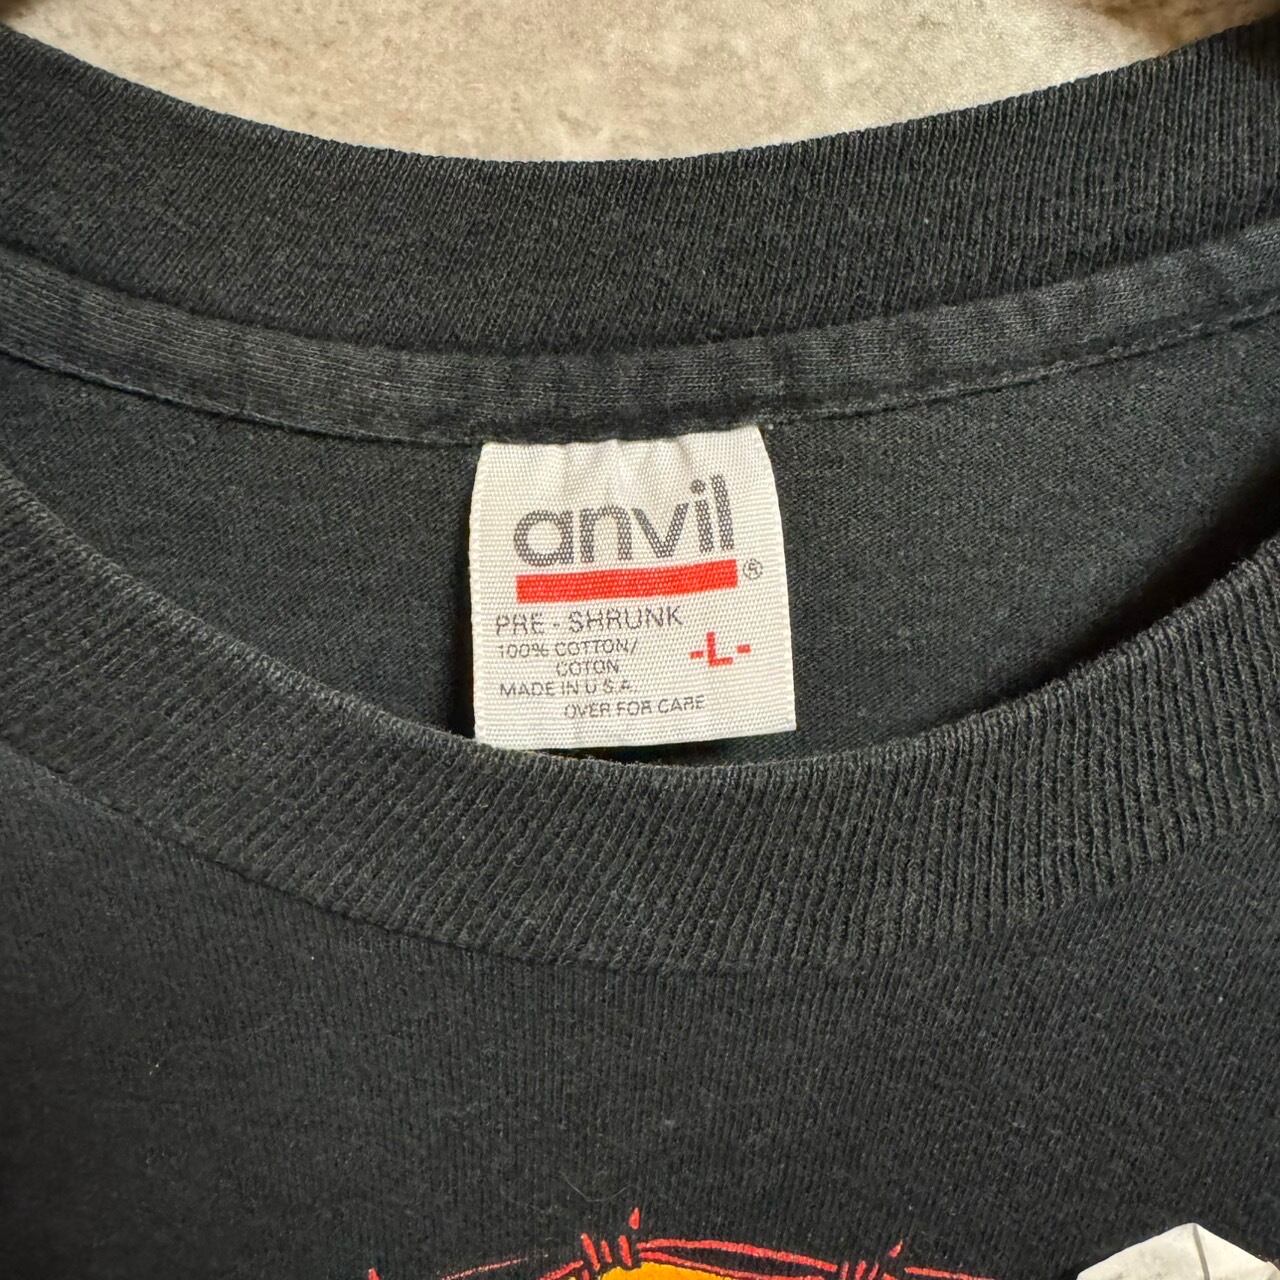 anvil®
PRE - SHRUNK
100% COTTON/
COTON
-L-
MADE IN U.S.A.
OVER FOR CARE